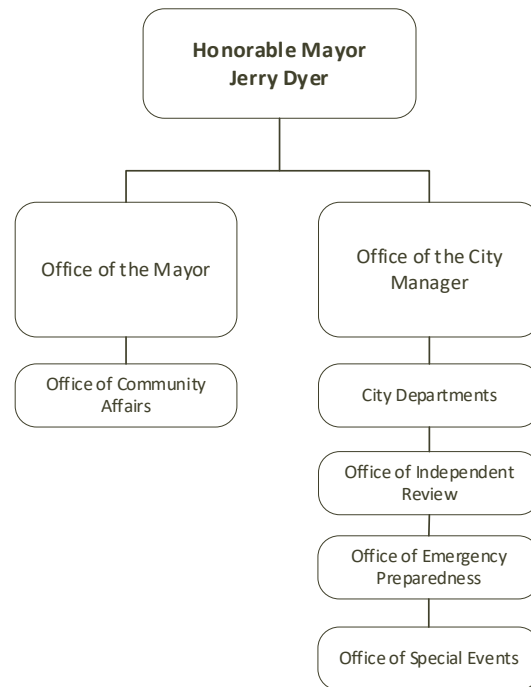 Honorable Mayor
Jerry Dyer
Office of the Mayor
Office of the City
Manager
Office of Community
Affairs
City Departments
Office of Independent
Review
Office of Emergency
Preparedness
Office of Special Events